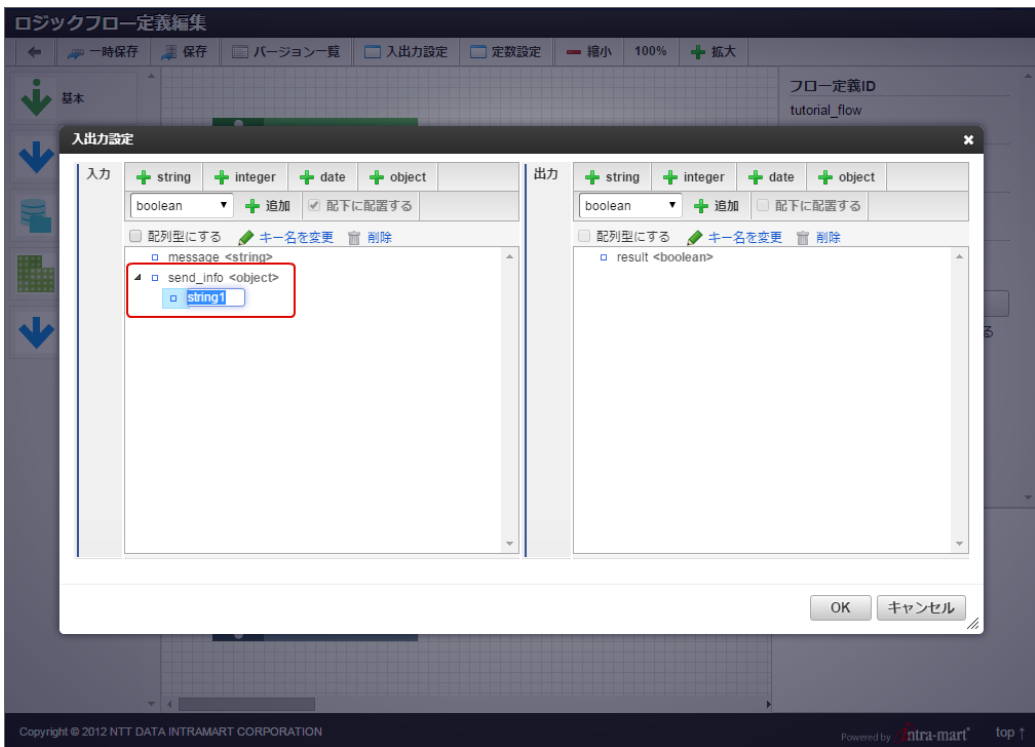 ロジックフロー定義編集
一時保存 保存 バージョン一覧 入出力設定 定数設定 縮小 100% 拡大
基本
フロー定義ID
tutorial_flow
入出力設定
入力
string integer date object
boolean 追加 配下に配置する
配列型にする キー名を変更 削除
message <string>
send_info <object>
string1
出力
string integer date object
boolean 追加 配下に配置する
配列型にする キー名を変更 削除
result <boolean>
る
OK キャンセル
Copyright © 2012 NTT DATA INTRAMART CORPORATION
Powered by intra-mart top ↑